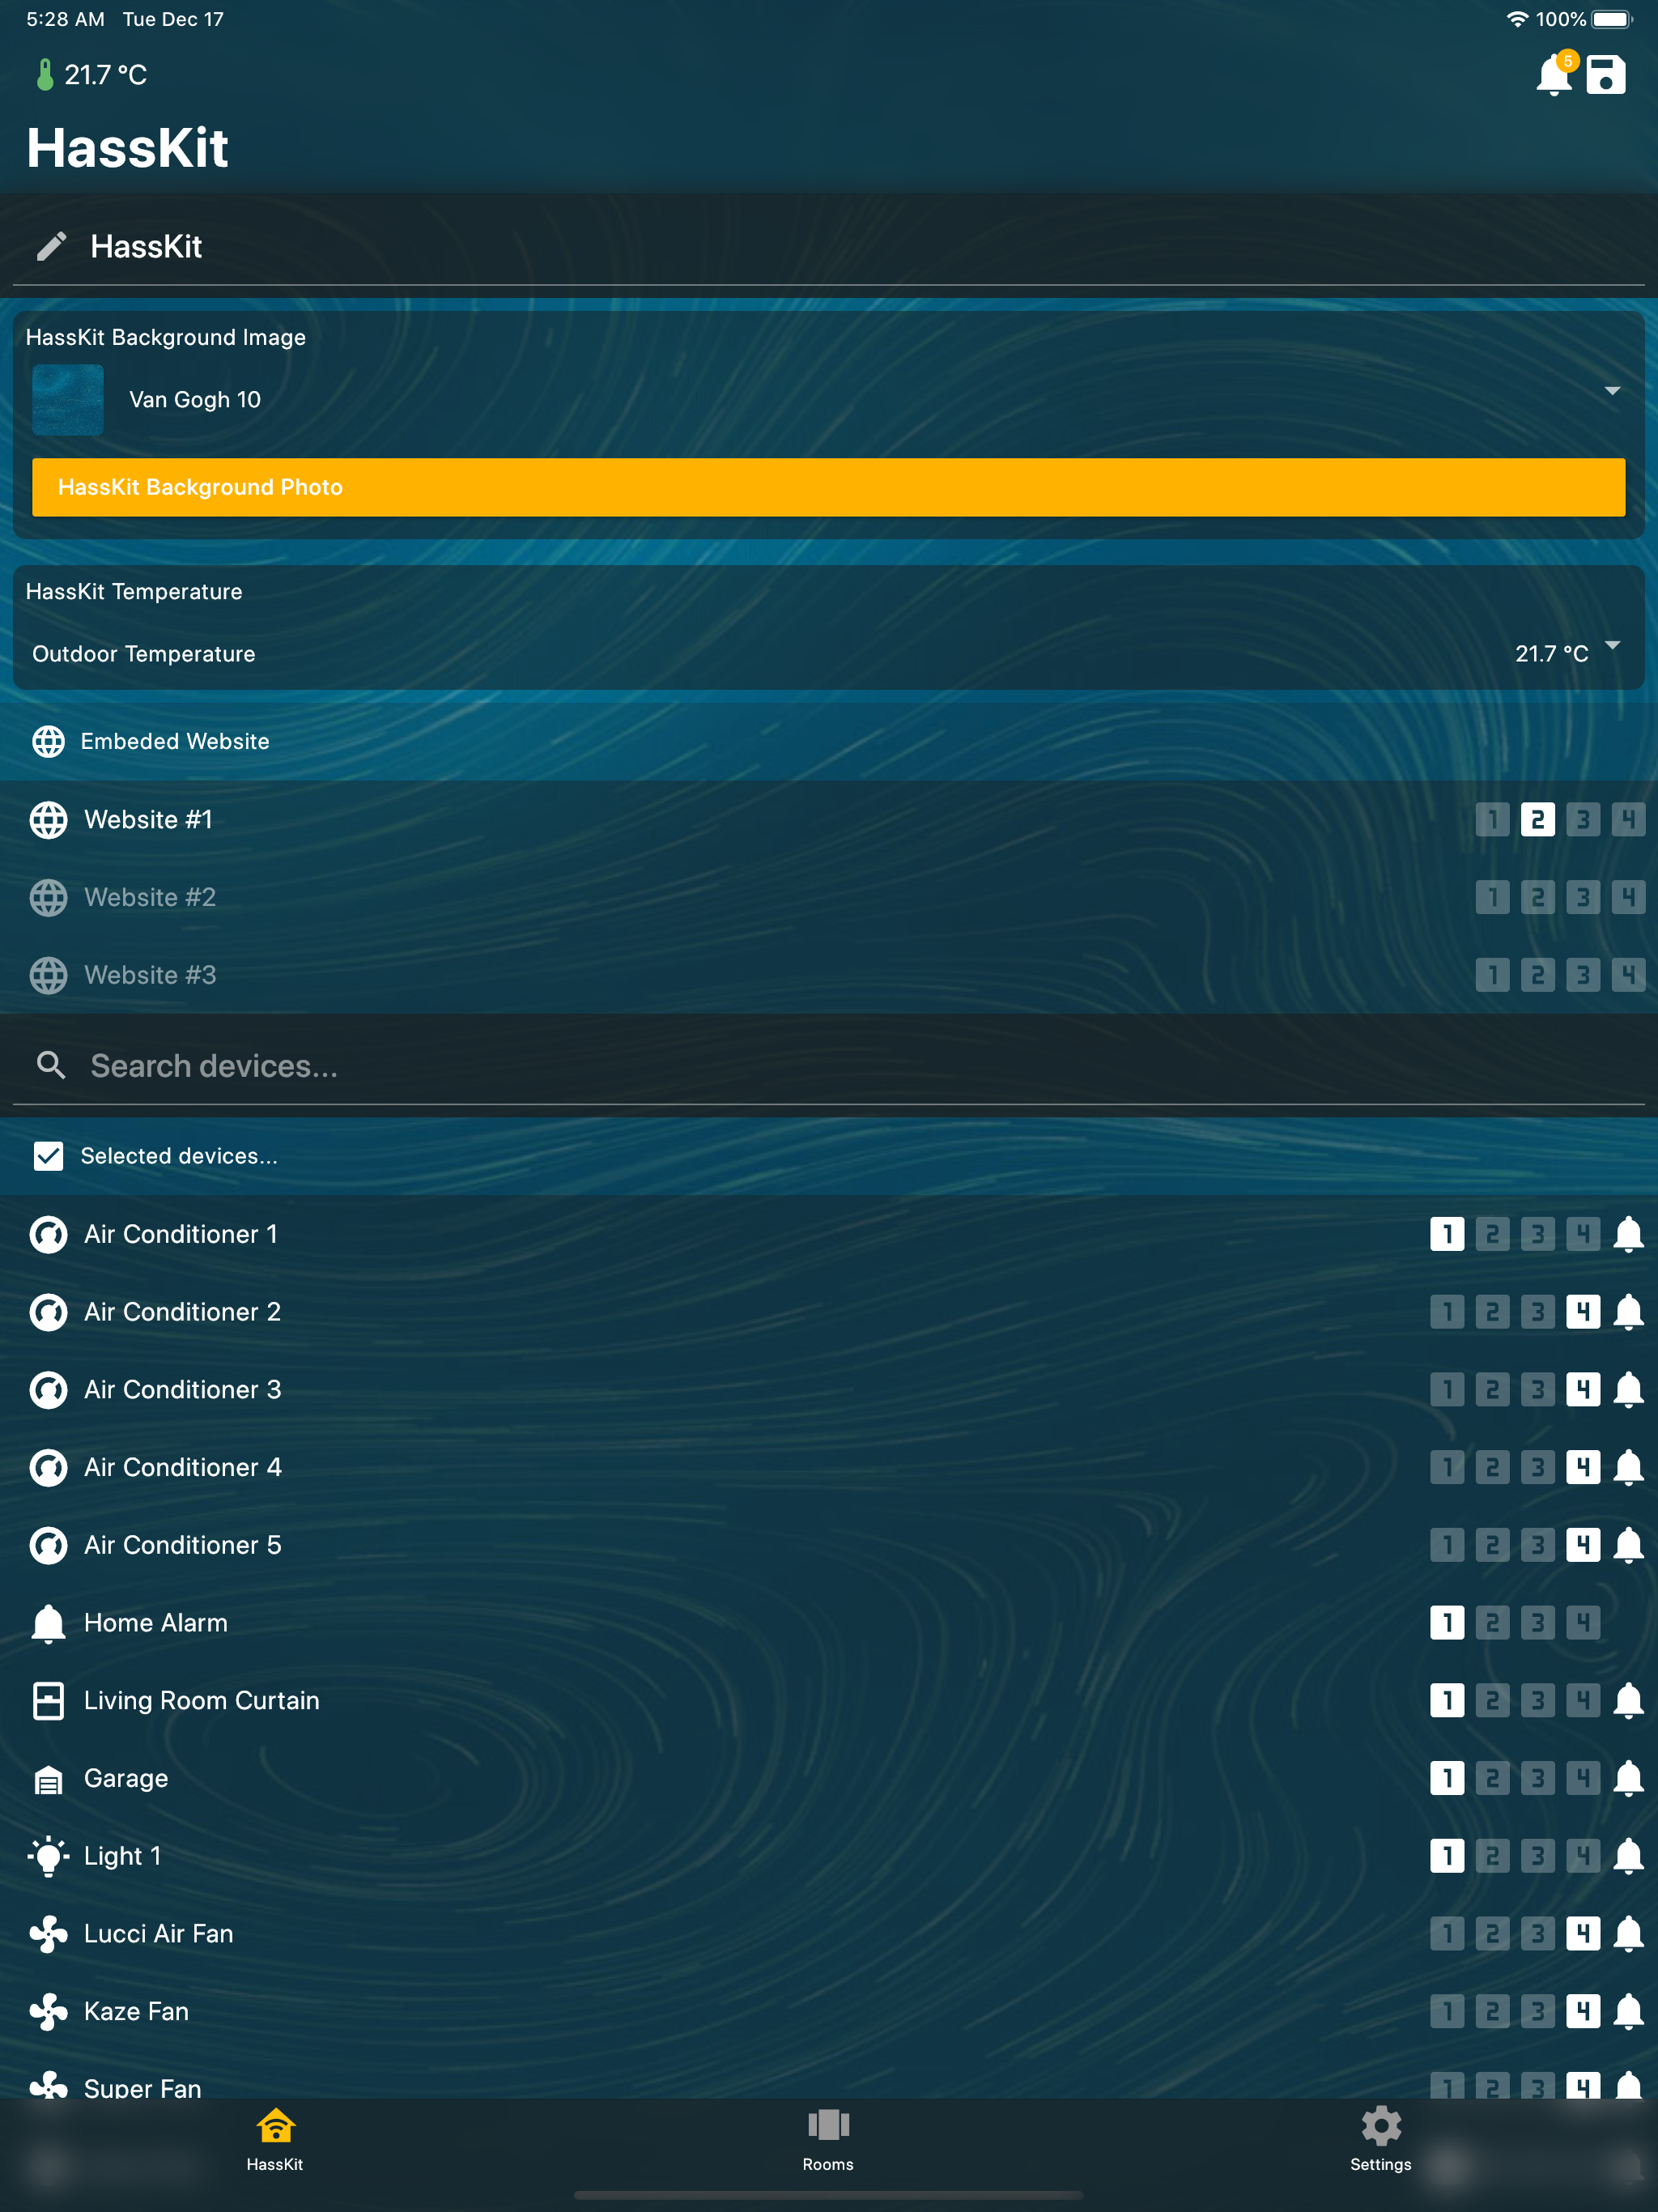 5:28 AM Tue Dec 17 100%
21.7 °C 5
HassKit
HassKit
HassKit Background Image
Van Gogh 10
HassKit Background Photo
HassKit Temperature
Outdoor Temperature 21.7 °C
Embeded Website
Website #1 1 2 3 4
Website #2 1 2 3 4
Website #3 1 2 3 4
Search devices...
Selected devices...
Air Conditioner 1 1 2 3 4
Air Conditioner 2 1 2 3 4
Air Conditioner 3 1 2 3 4
Air Conditioner 4 1 2 3 4
Air Conditioner 5 1 2 3 4
Home Alarm 1 2 3 4
Living Room Curtain 1 2 3 4
Garage 1 2 3 4
Light 1 1 2 3 4
Lucci Air Fan 1 2 3 4
Kaze Fan 1 2 3 4
Super Fan 1 2 3 4
HassKit Rooms Settings